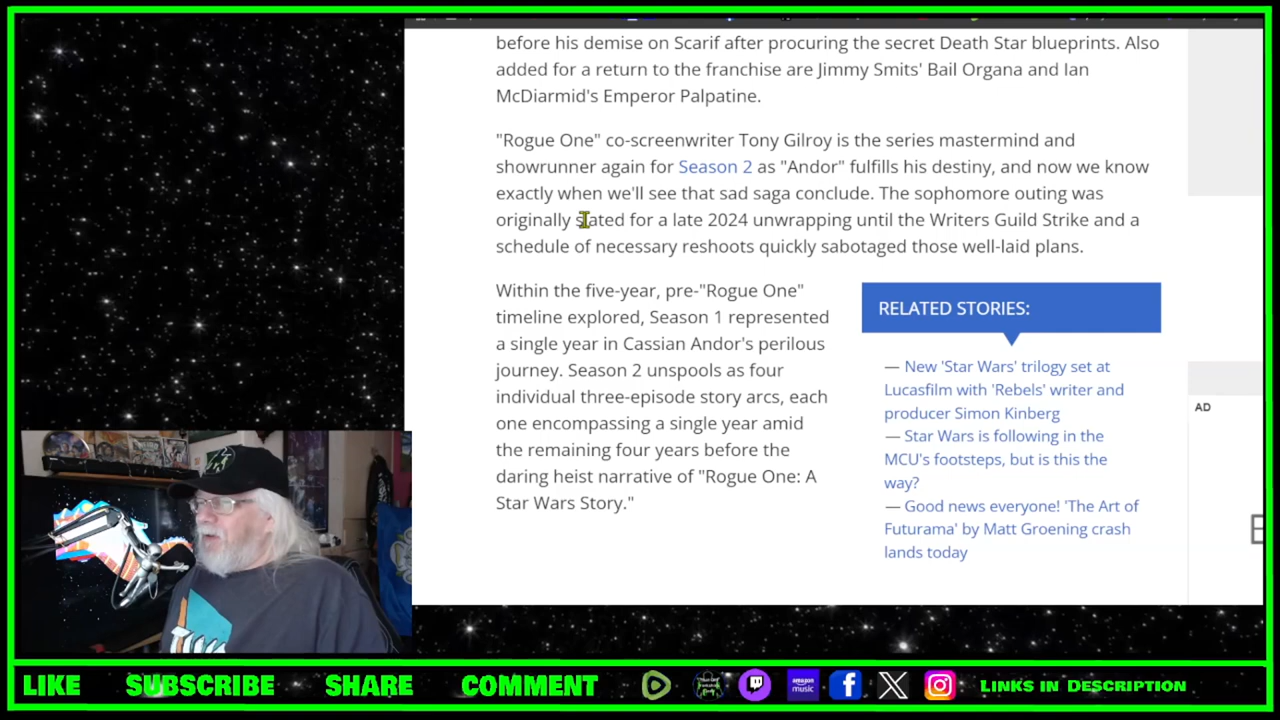 before his demise on Scarif after procuring the secret Death Star blueprints. Also
added for a return to the franchise are Jimmy Smits' Bail Organa and Ian
McDiarmid's Emperor Palpatine.
"Rogue One" co-screenwriter Tony Gilroy is the series mastermind and
showrunner again for Season 2 as "Andor" fulfills his destiny, and now we know
exactly when we'll see that sad saga conclude. The sophomore outing was
originally slated for a late 2024 unwrapping until the Writers Guild Strike and a
schedule of necessary reshoots quickly sabotaged those well-laid plans.
Within the five-year, pre-"Rogue One"
timeline explored, Season 1 represented
a single year in Cassian Andor's perilous
journey. Season 2 unspools as four
individual three-episode story arcs, each
one encompassing a single year amid
the remaining four years before the
daring heist narrative of "Rogue One: A
Star Wars Story."
RELATED STORIES:
— New 'Star Wars' trilogy set at
Lucasfilm with 'Rebels' writer and
producer Simon Kinberg
— Star Wars is following in the
MCU's footsteps, but is this the
way?
— Good news everyone! 'The Art of
Futurama' by Matt Groening crash
lands today
AD
LIKE SUBSCRIBE SHARE COMMENT amazon music LINKS IN DESCRIPTION